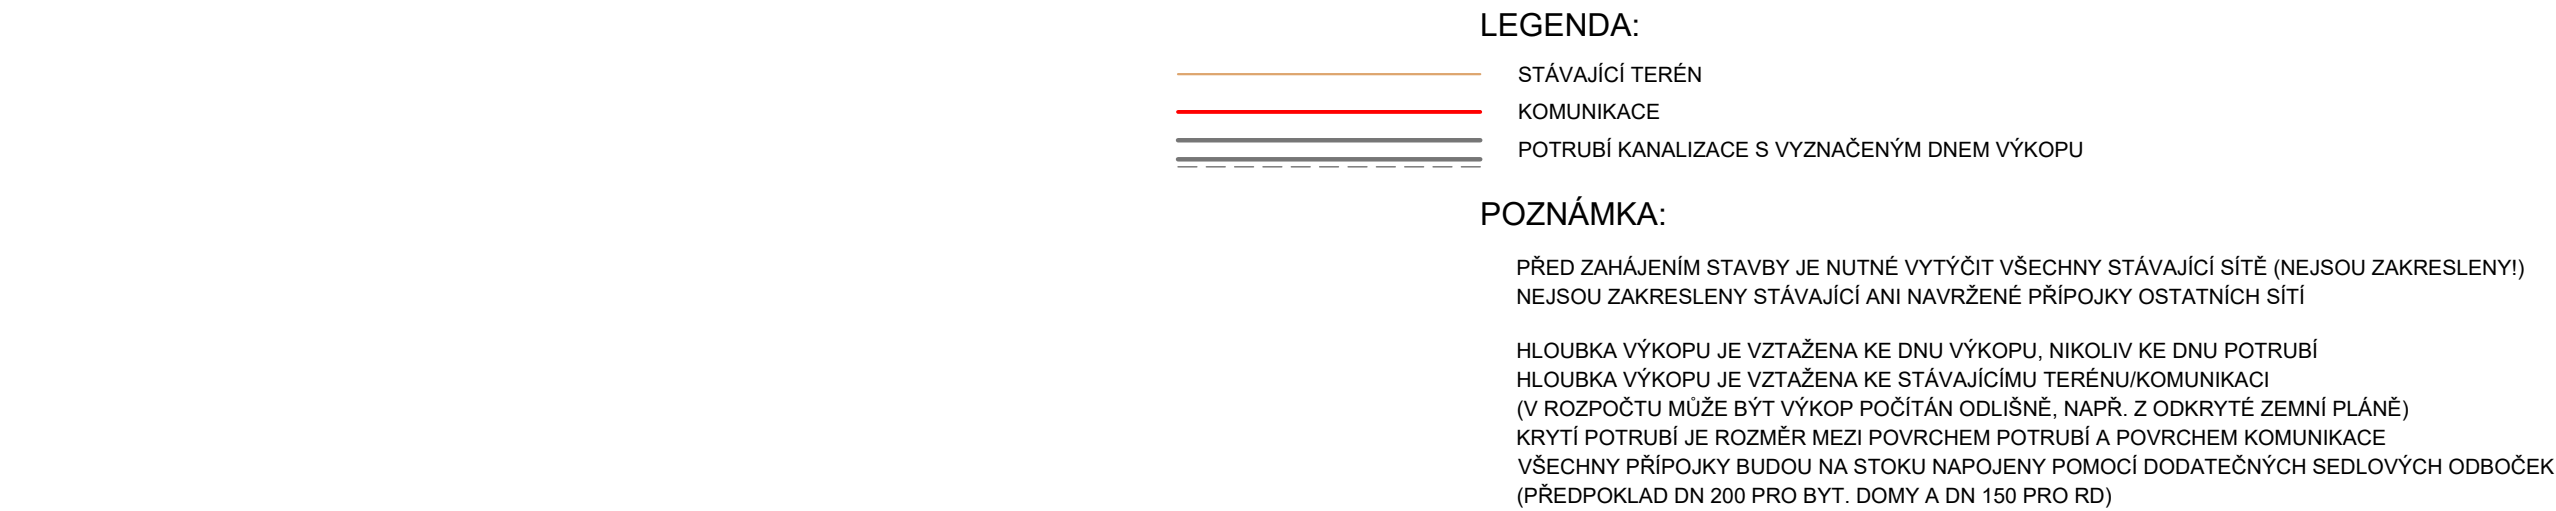 LEGENDA:
STÁVAJÍCÍ TERÉN
KOMUNIKACE
POTRUBÍ KANALIZACE S VYZNAČENÝM DNEM VÝKOPU
POZNÁMKA:
PŘED ZAHÁJENÍM STAVBY JE NUTNÉ VYTÝČIT VŠECHNY STÁVAJÍCÍ SÍTĚ (NEJSOU ZAKRESLENY!)
NEJSOU ZAKRESLENY STÁVAJÍCÍ ANI NAVRŽENÉ PŘÍPOJKY OSTATNÍCH SÍTÍ
HLOUBKA VÝKOPU JE VZTAŽENA KE DNU VÝKOPU, NIKOLIV KE DNU POTRUBÍ
HLOUBKA VÝKOPU JE VZTAŽENA KE STÁVAJÍCÍMU TERÉNU/KOMUNIKACI
(V ROZPOČTU MŮŽE BÝT VÝKOP POČÍTÁN ODLIŠNĚ, NAPŘ. Z ODKRYTÉ ZEMNÍ PLÁNĚ)
KRYTÍ POTRUBÍ JE ROZMĚR MEZI POVRCHEM POTRUBÍ A POVRCHEM KOMUNIKACE
VŠECHNY PŘÍPOJKY BUDOU NA STOKU NAPOJENY POMOCÍ DODATEČNÝCH SEDLOVÝCH ODBOČEK
(PŘEDPOKLAD DN 200 PRO BYT. DOMY A DN 150 PRO RD)